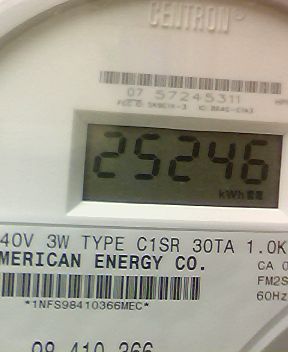 CENTRON
07 57245311
25246
kWh
40V 3W TYPE C1SR 30TA 1.0K
MERICAN ENERGY CO.
CA 0
FM2S
60Hz
*1NFS98410366MEC*
98 410 366